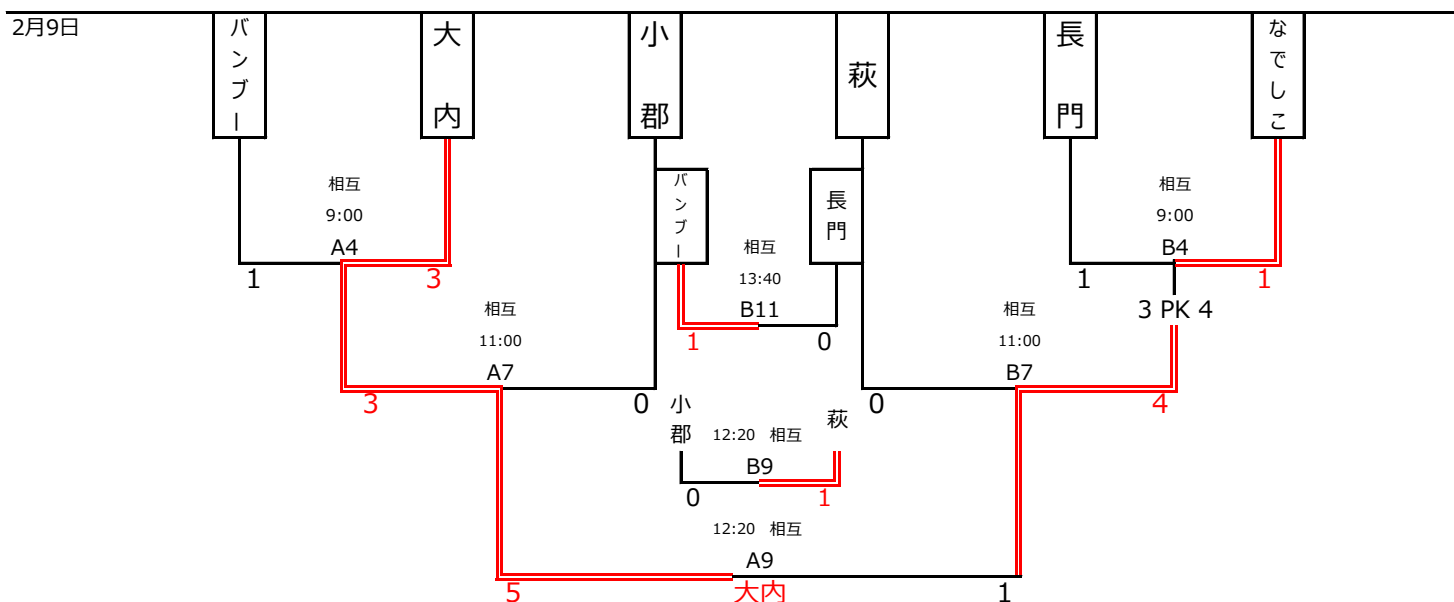 2月9日
バンブー
大内
小郡
萩
長門
なでしこ
相互
9:00
A4
1
3
バンブー
長門
相互
13:40
B11
1
0
相互
9:00
B4
1
1
3 PK 4
相互
11:00
A7
3
0
相互
11:00
B7
0
4
小郡
萩
12:20 相互
B9
0
1
12:20 相互
A9
5
大内
1